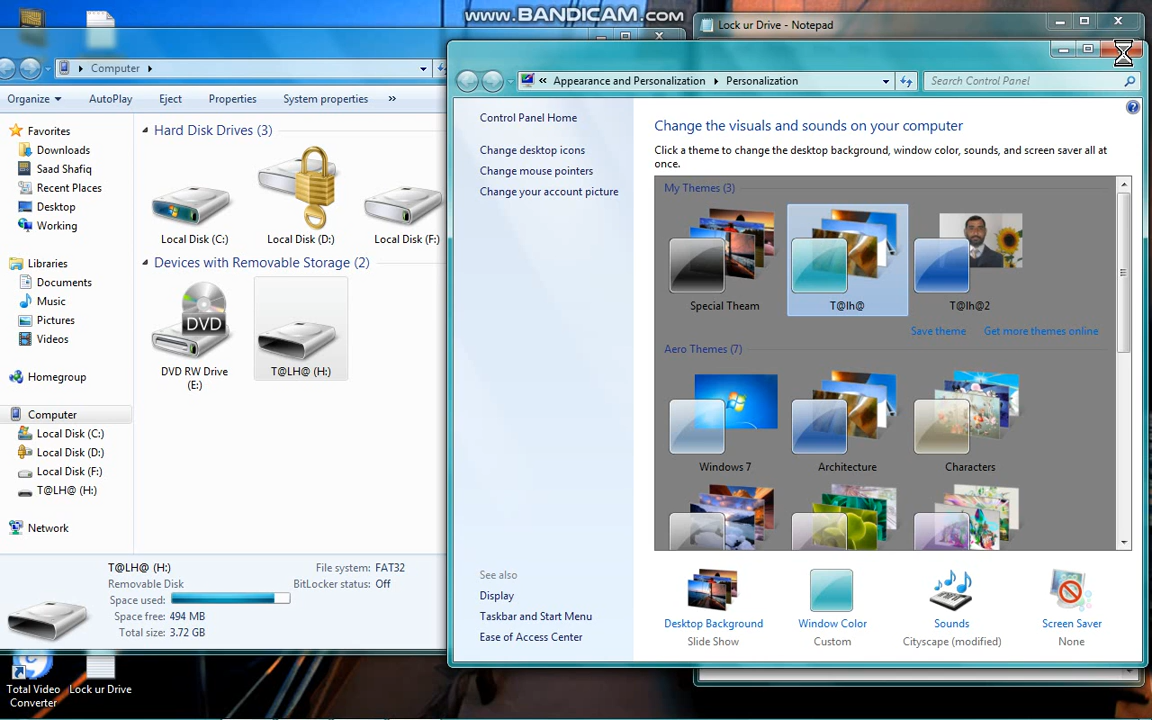 www.BANDICAM.com
Lock ur Drive - Notepad
Computer
Organize
AutoPlay
Eject
Properties
System properties
»
Favorites
Downloads
Saad Shafiq
Recent Places
Desktop
Working
Libraries
Documents
Music
Pictures
Videos
Homegroup
Computer
Local Disk (C:)
Local Disk (D:)
Local Disk (F:)
T@LH@ (H:)
Network
Hard Disk Drives (3)
Local Disk (C:)
Local Disk (D:)
Local Disk (F:)
Devices with Removable Storage (2)
DVD
DVD RW Drive
(E:)
T@LH@ (H:)
T@LH@ (H:)
Removable Disk
Space used:
Space free: 494 MB
Total size: 3.72 GB
File system: FAT32
BitLocker status: Off
Total Video
Converter
Lock ur Drive
« Appearance and Personalization
Personalization
Search Control Panel
Control Panel Home
Change desktop icons
Change mouse pointers
Change your account picture
See also
Display
Taskbar and Start Menu
Ease of Access Center
Change the visuals and sounds on your computer
Click a theme to change the desktop background, window color, sounds, and screen saver all at
once.
My Themes (3)
Special Theam
T@lh@
T@lh@2
Save theme
Get more themes online
Aero Themes (7)
Windows 7
Architecture
Characters
Desktop Background
Slide Show
Window Color
Custom
Sounds
Cityscape (modified)
Screen Saver
None